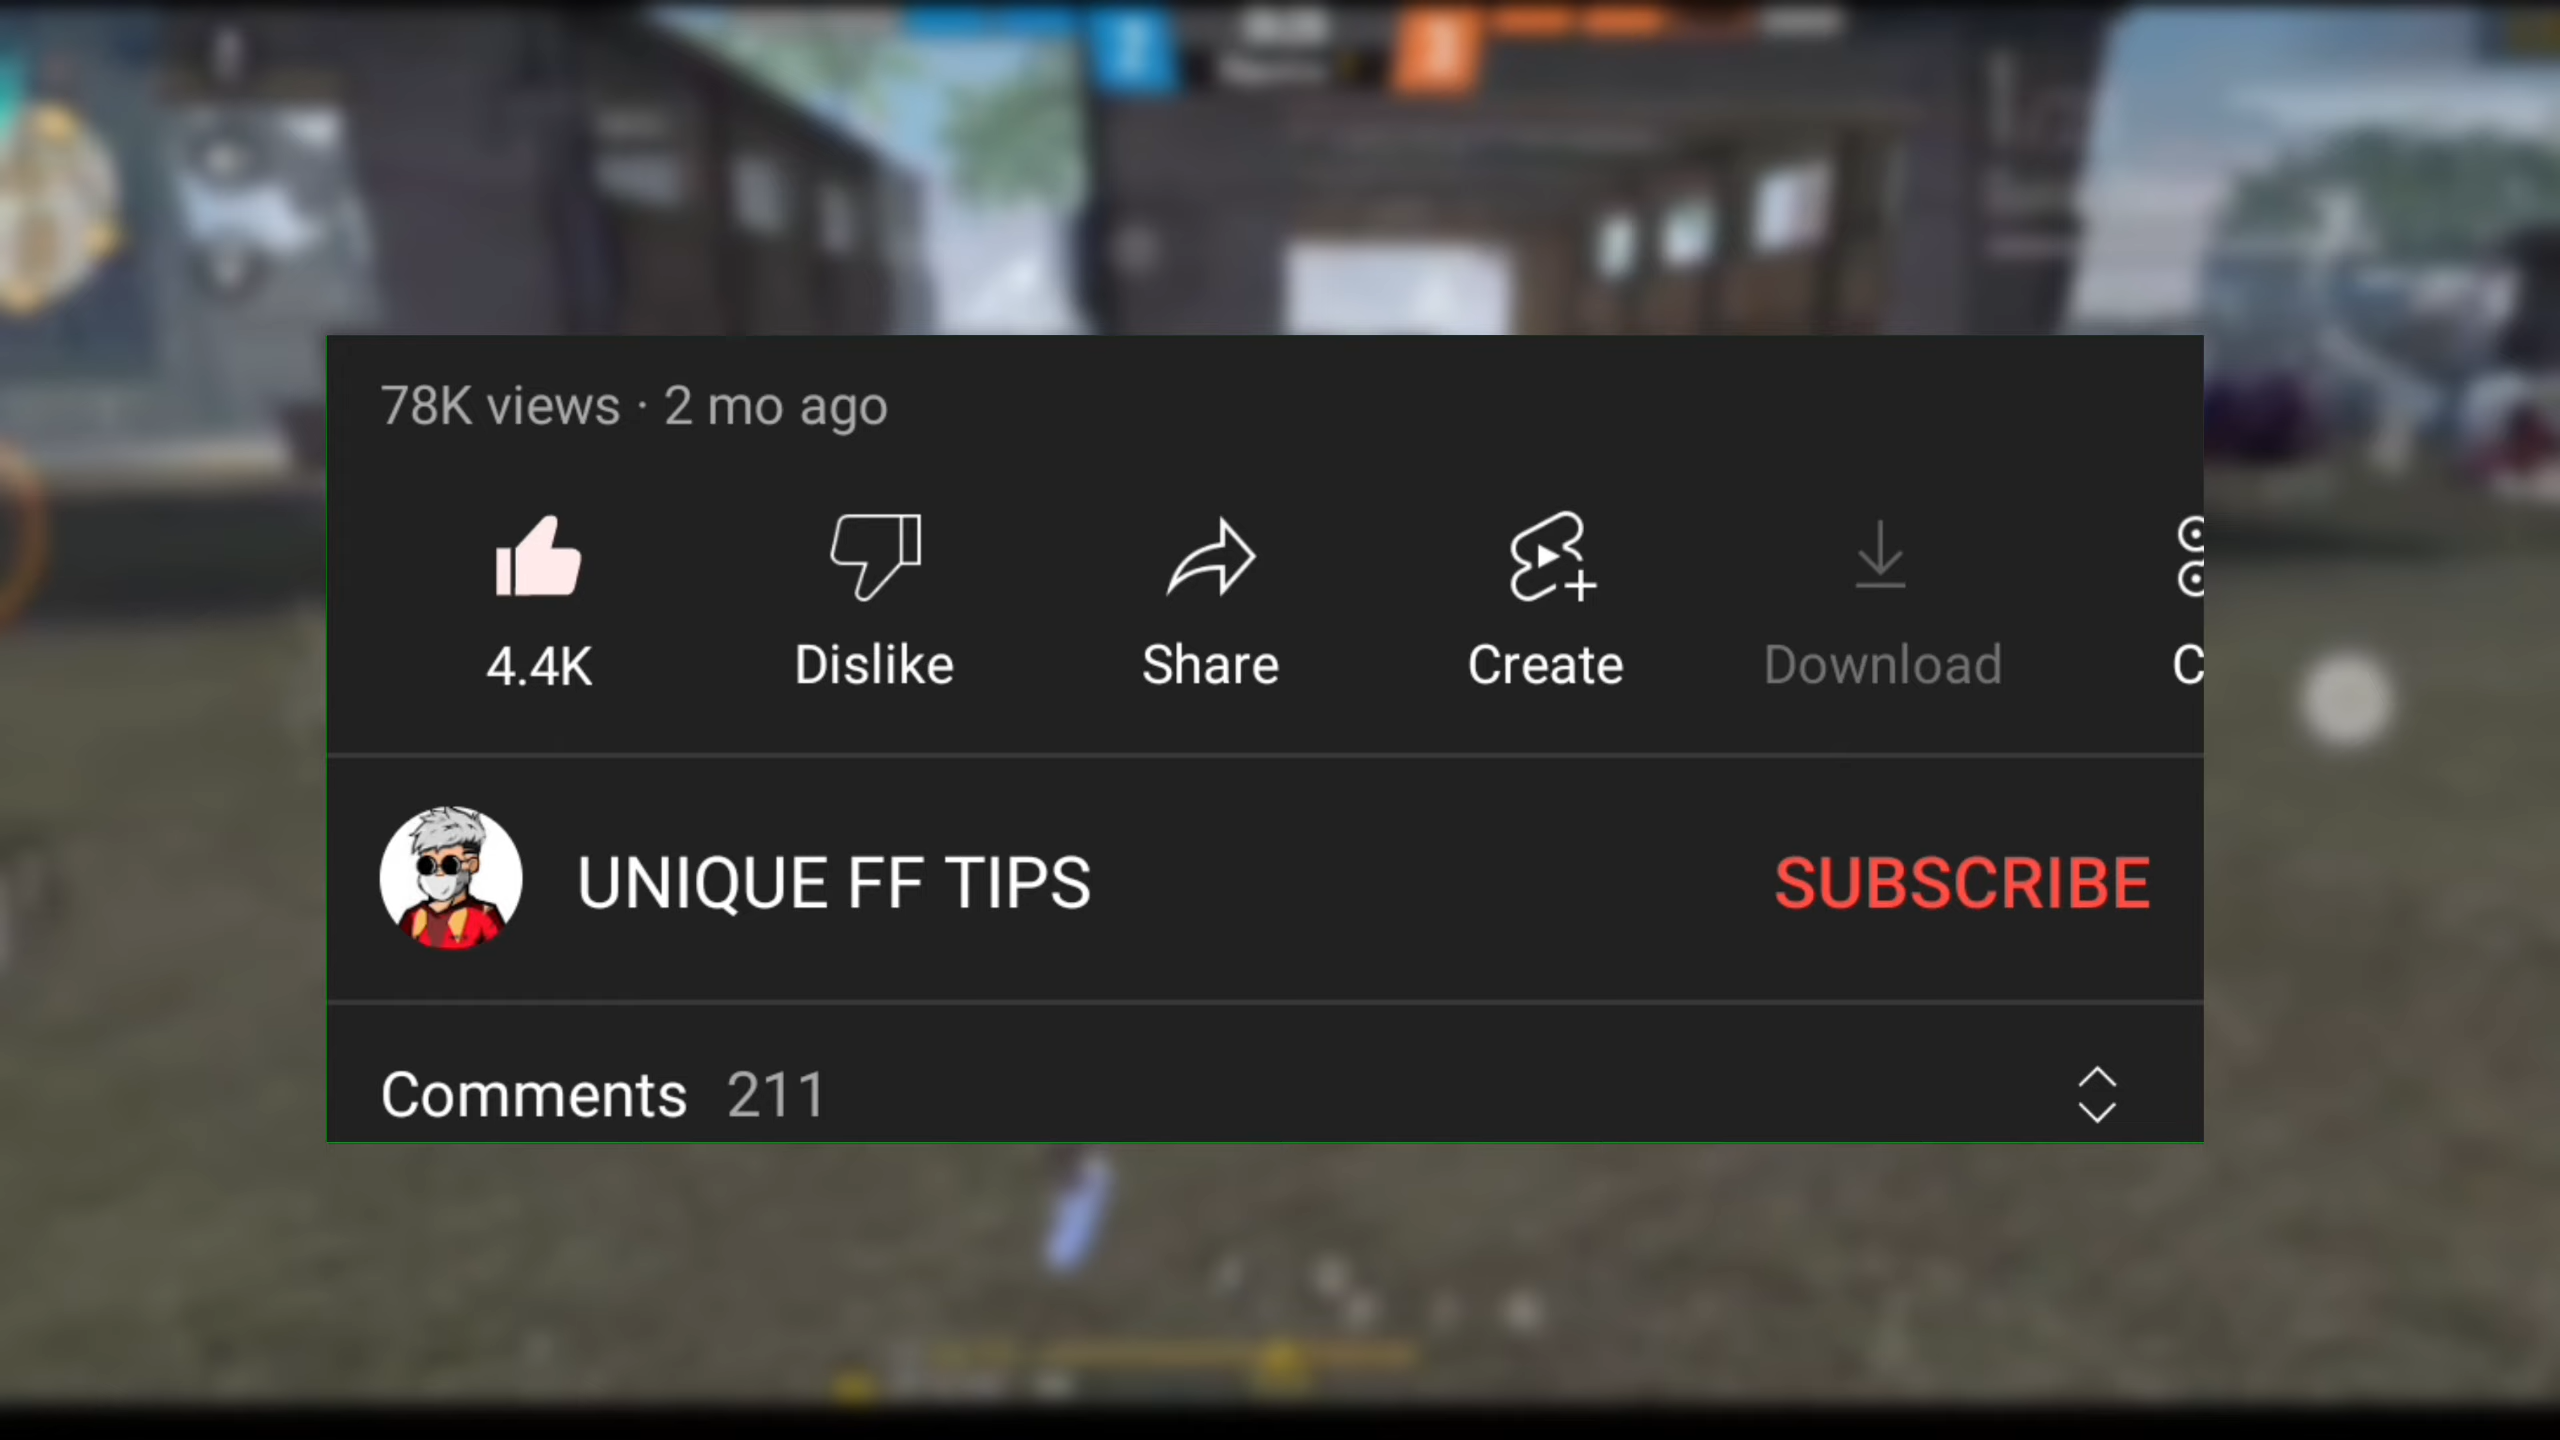 78K views · 2 mo ago
4.4K Dislike Share Create Download C
UNIQUE FF TIPS SUBSCRIBE
Comments 211